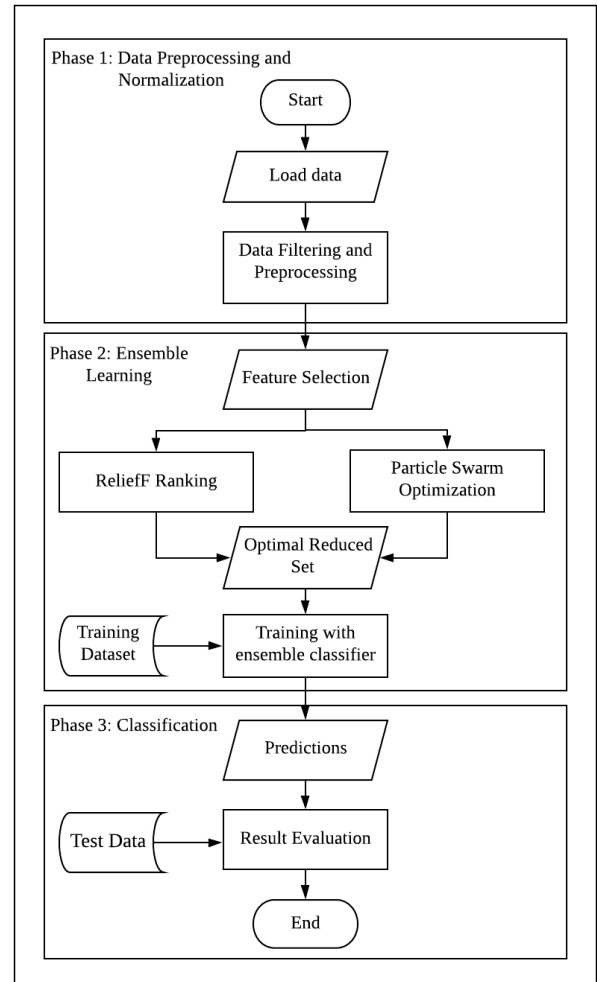 Phase 1: Data Preprocessing and
Normalization
Start
Load data
Data Filtering and
Preprocessing
Phase 2: Ensemble
Learning
Feature Selection
ReliefF Ranking
Particle Swarm
Optimization
Optimal Reduced
Set
Training
Dataset
Training with
ensemble classifier
Phase 3: Classification
Predictions
Test Data
Result Evaluation
End